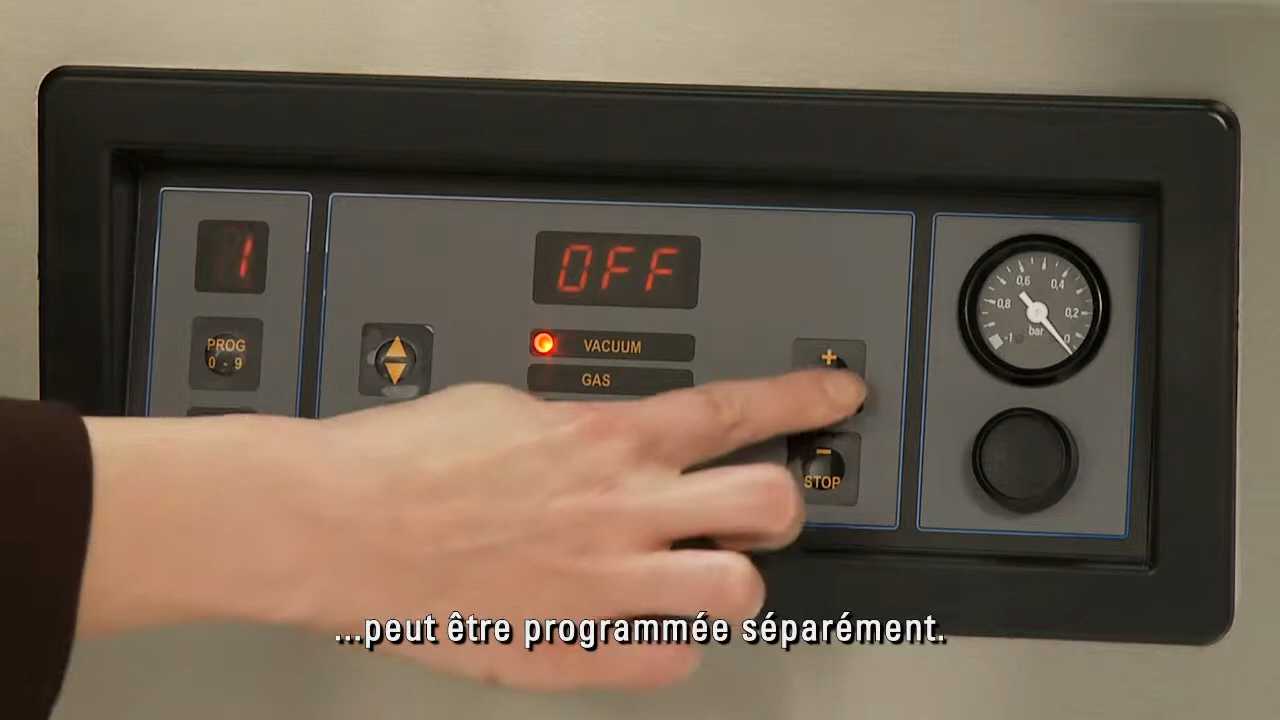 1
OFF
PROG
0 - 9
VACUUM
GAS
+
-
STOP
0,8
0,6
0,4
0,2
0
-1
bar
...peut être programmée séparément.